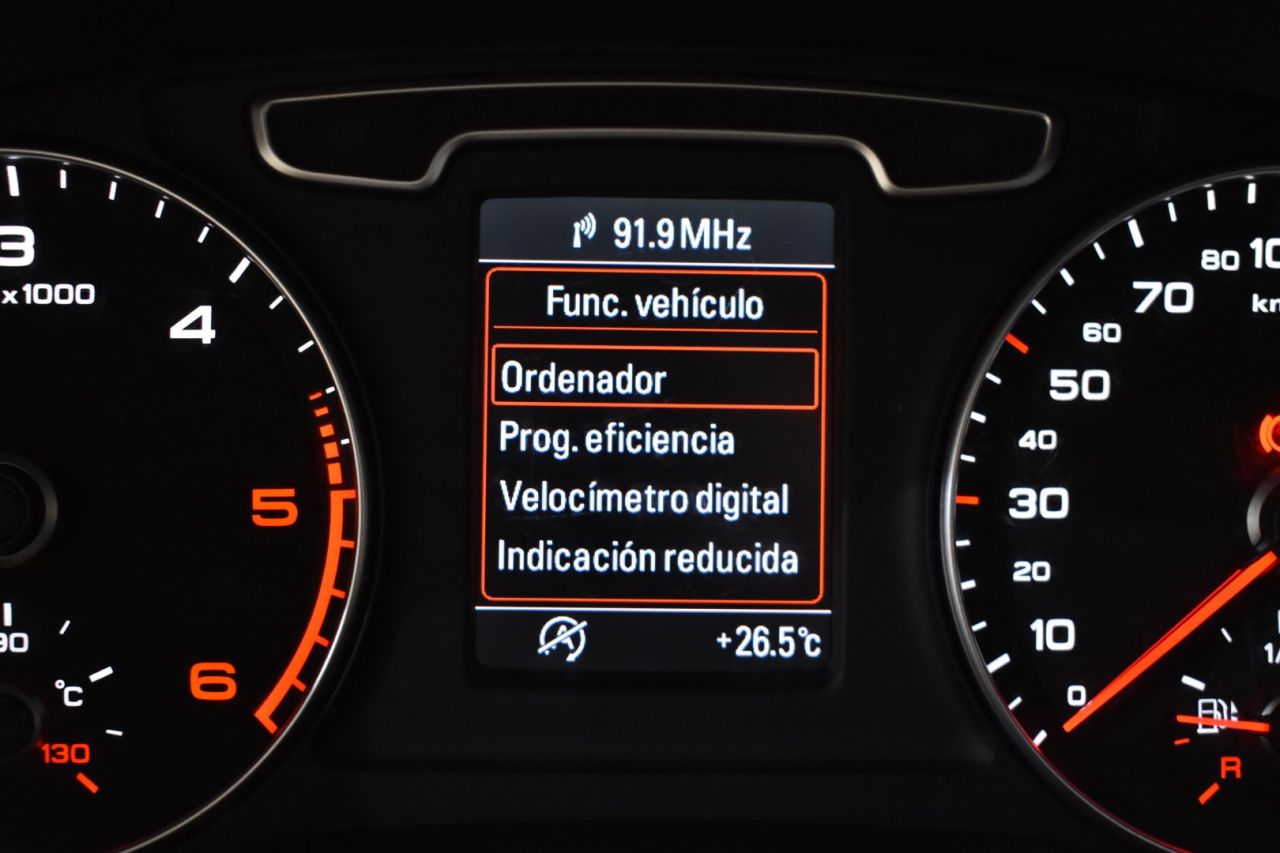 91.9 MHz
Func. vehículo
Ordenador
Prog. eficiencia
Velocímetro digital
Indicación reducida
+26.5°C
3
x 1000
4
5
6
90
°C
130
80
70
60
50
40
30
20
10
0
R